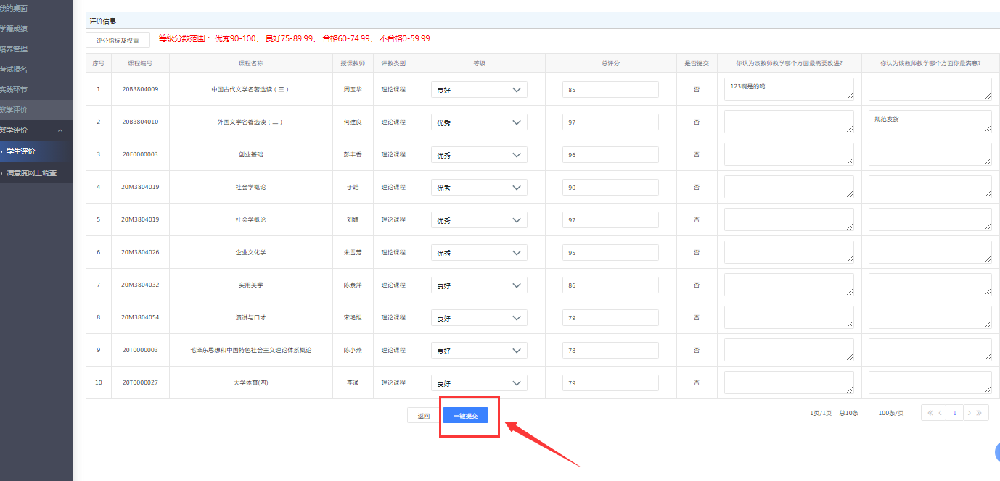 我的桌面
学籍成绩
培养管理
考试报名
实践环节
教学评价
教学评价
学生评价
满意度网上调查
评价信息
评分指标及权重 等级分数范围： 优秀90-100、 良好75-89.99、 合格60-74.99、 不合格0-59.99
序号 课程编号 课程名称 授课教师 评教类别 等级 总评分 是否提交 你认为该教师教学哪个方面最需要改进? 你认为该教师教学哪个方面你最满意?
1 20B3804009 中国古代文学名著选读（三） 周玉华 理论课程 良好 85 否 123啊是的嘞
2 20B3804010 外国文学名著选读（二） 何建良 理论课程 优秀 97 否 规范发货
3 20E0000003 创业基础 彭丰香 理论课程 优秀 96 否
4 20M3804019 社会学概论 于皓 理论课程 优秀 90 否
5 20M3804019 社会学概论 刘婧 理论课程 优秀 97 否
6 20M3804026 企业文化学 朱雪芳 理论课程 优秀 95 否
7 20M3804032 实用美学 陈素萍 理论课程 良好 86 否
8 20M3804054 演讲与口才 宋艳旭 理论课程 良好 79 否
9 20T0000003 毛泽东思想和中国特色社会主义理论体系概论 陈小燕 理论课程 良好 78 否
10 20T0000027 大学体育(四) 李通 理论课程 良好 79 否
返回 一键提交 1页/1页 总10条 100条/页 1